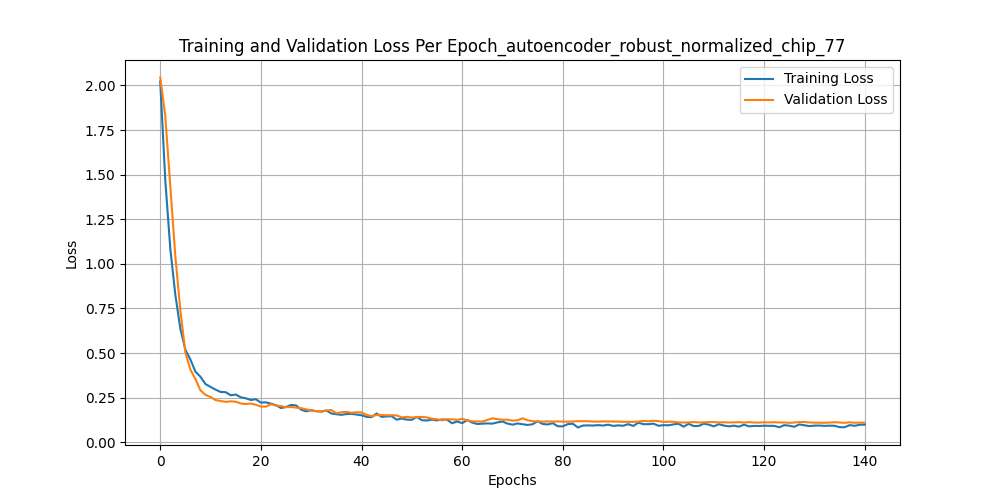 Training and Validation Loss Per Epoch_autoencoder_robust_normalized_chip_77
Training Loss
Validation Loss
2.00
1.75
1.50
1.25
1.00
0.75
0.50
0.25
0.00
Loss
0 20 40 60 80 100 120 140
Epochs